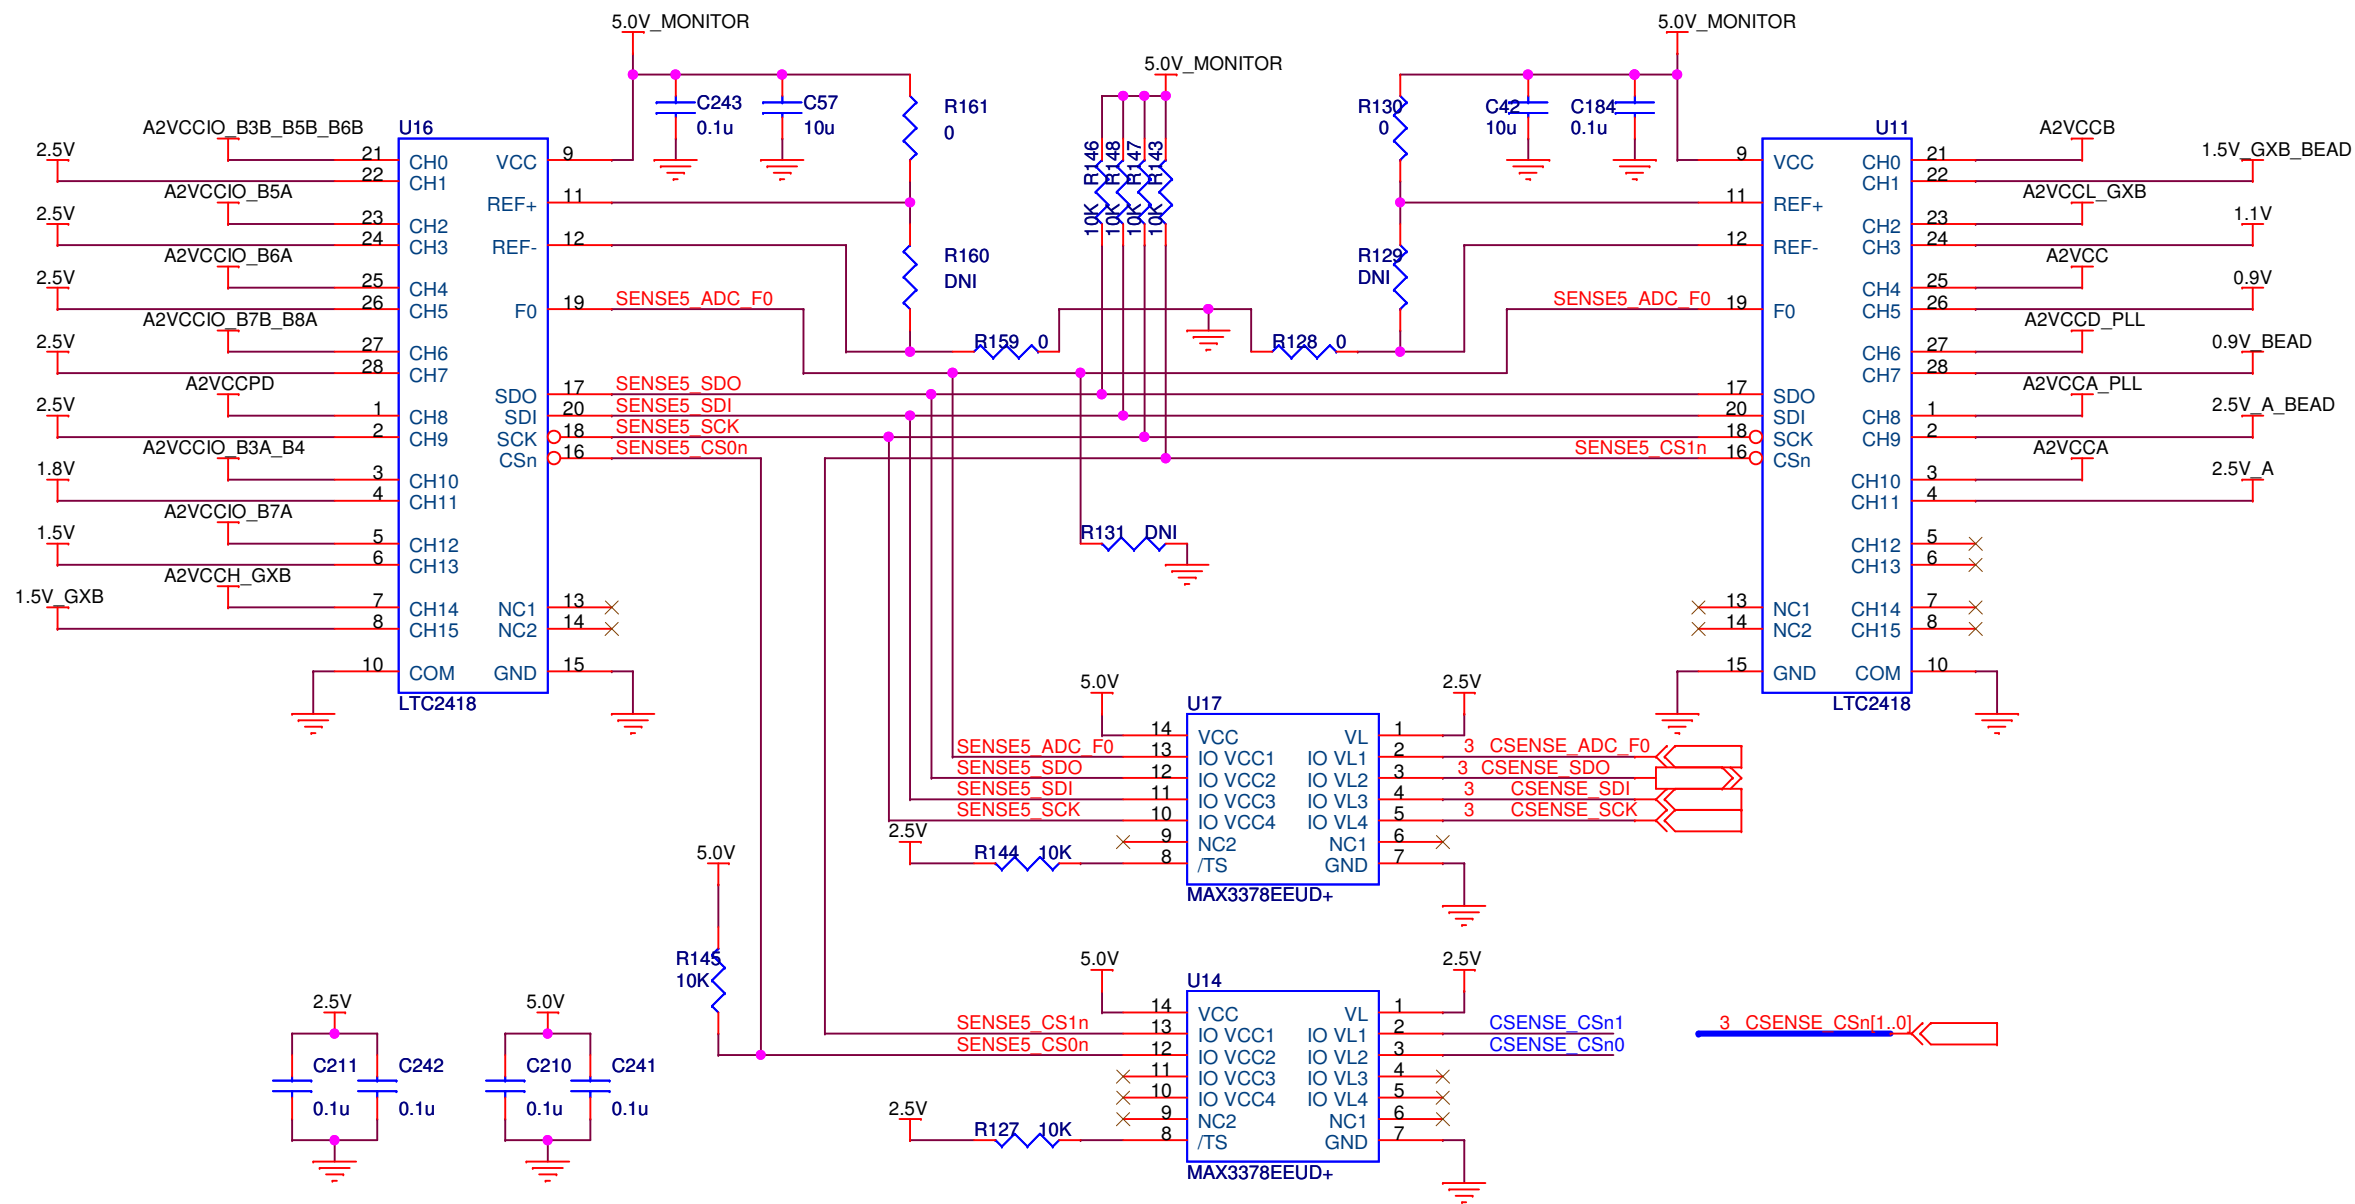 5.0V_MONITOR
5.0V_MONITOR
5.0V_MONITOR
C243
0.1u
C57
10u
R161
0
R160
DNI
R130
0
R129
DNI
C42
10u
C184
0.1u
R146
10K
R148
10K
R147
10K
R143
10K
U16
A2VCCIO_B3B_B5B_B6B
2.5V
A2VCCIO_B5A
2.5V
A2VCCIO_B6A
2.5V
A2VCCIO_B7B_B8A
2.5V
A2VCCPD
2.5V
A2VCCIO_B3A_B4
1.8V
A2VCCIO_B7A
1.5V
A2VCCH_GXB
1.5V_GXB
21 CH0 VCC 9
22 CH1
23 CH2 REF+ 11
24 CH3 REF- 12
25 CH4
26 CH5 F0 19 SENSE5_ADC_F0
27 CH6
28 CH7
SDO 17 SENSE5_SDO
1 CH8 SDI 20 SENSE5_SDI
2 CH9 SCK 18 SENSE5_SCK
CSn 16 SENSE5_CS0n
3 CH10
4 CH11
5 CH12
6 CH13
7 CH14 NC1 13
8 CH15 NC2 14
10 COM GND 15
LTC2418
R159 0
R128 0
R131 DNI
U11
9 VCC CH0 21 A2VCCB
CH1 22 1.5V_GXB_BEAD
11 REF+ CH2 23 A2VCCL_GXB
12 REF- CH3 24 1.1V
CH4 25 A2VCC
SENSE5_ADC_F0 19 F0 CH5 26 0.9V
CH6 27 A2VCCD_PLL
CH7 28 0.9V_BEAD
17 SDO
20 SDI CH8 1 A2VCCA_PLL
18 SCK CH9 2 2.5V_A_BEAD
SENSE5_CS1n 16 CSn
CH10 3 A2VCCA
CH11 4 2.5V_A
CH12 5
CH13 6
13 NC1 CH14 7
14 NC2 CH15 8
15 GND COM 10
LTC2418
5.0V
2.5V
U17
14 VCC VL 1
SENSE5_ADC_F0 13 IO VCC1 IO VL1 2 3 CSENSE_ADC_F0
SENSE5_SDO 12 IO VCC2 IO VL2 3 3 CSENSE_SDO
SENSE5_SDI 11 IO VCC3 IO VL3 4 3 CSENSE_SDI
SENSE5_SCK 10 IO VCC4 IO VL4 5 3 CSENSE_SCK
9 NC2 NC1 6
2.5V
R144 10K 8 /TS GND 7
MAX3378EEUD+
5.0V
R145
10K
5.0V
2.5V
U14
14 VCC VL 1
SENSE5_CS1n 13 IO VCC1 IO VL1 2 CSENSE_CSn1
SENSE5_CS0n 12 IO VCC2 IO VL2 3 CSENSE_CSn0
11 IO VCC3 IO VL3 4
10 IO VCC4 IO VL4 5
9 NC2 NC1 6
2.5V
R127 10K 8 /TS GND 7
MAX3378EEUD+
3 CSENSE_CSn[1..0]
2.5V
C211
0.1u
C242
0.1u
5.0V
C210
0.1u
C241
0.1u